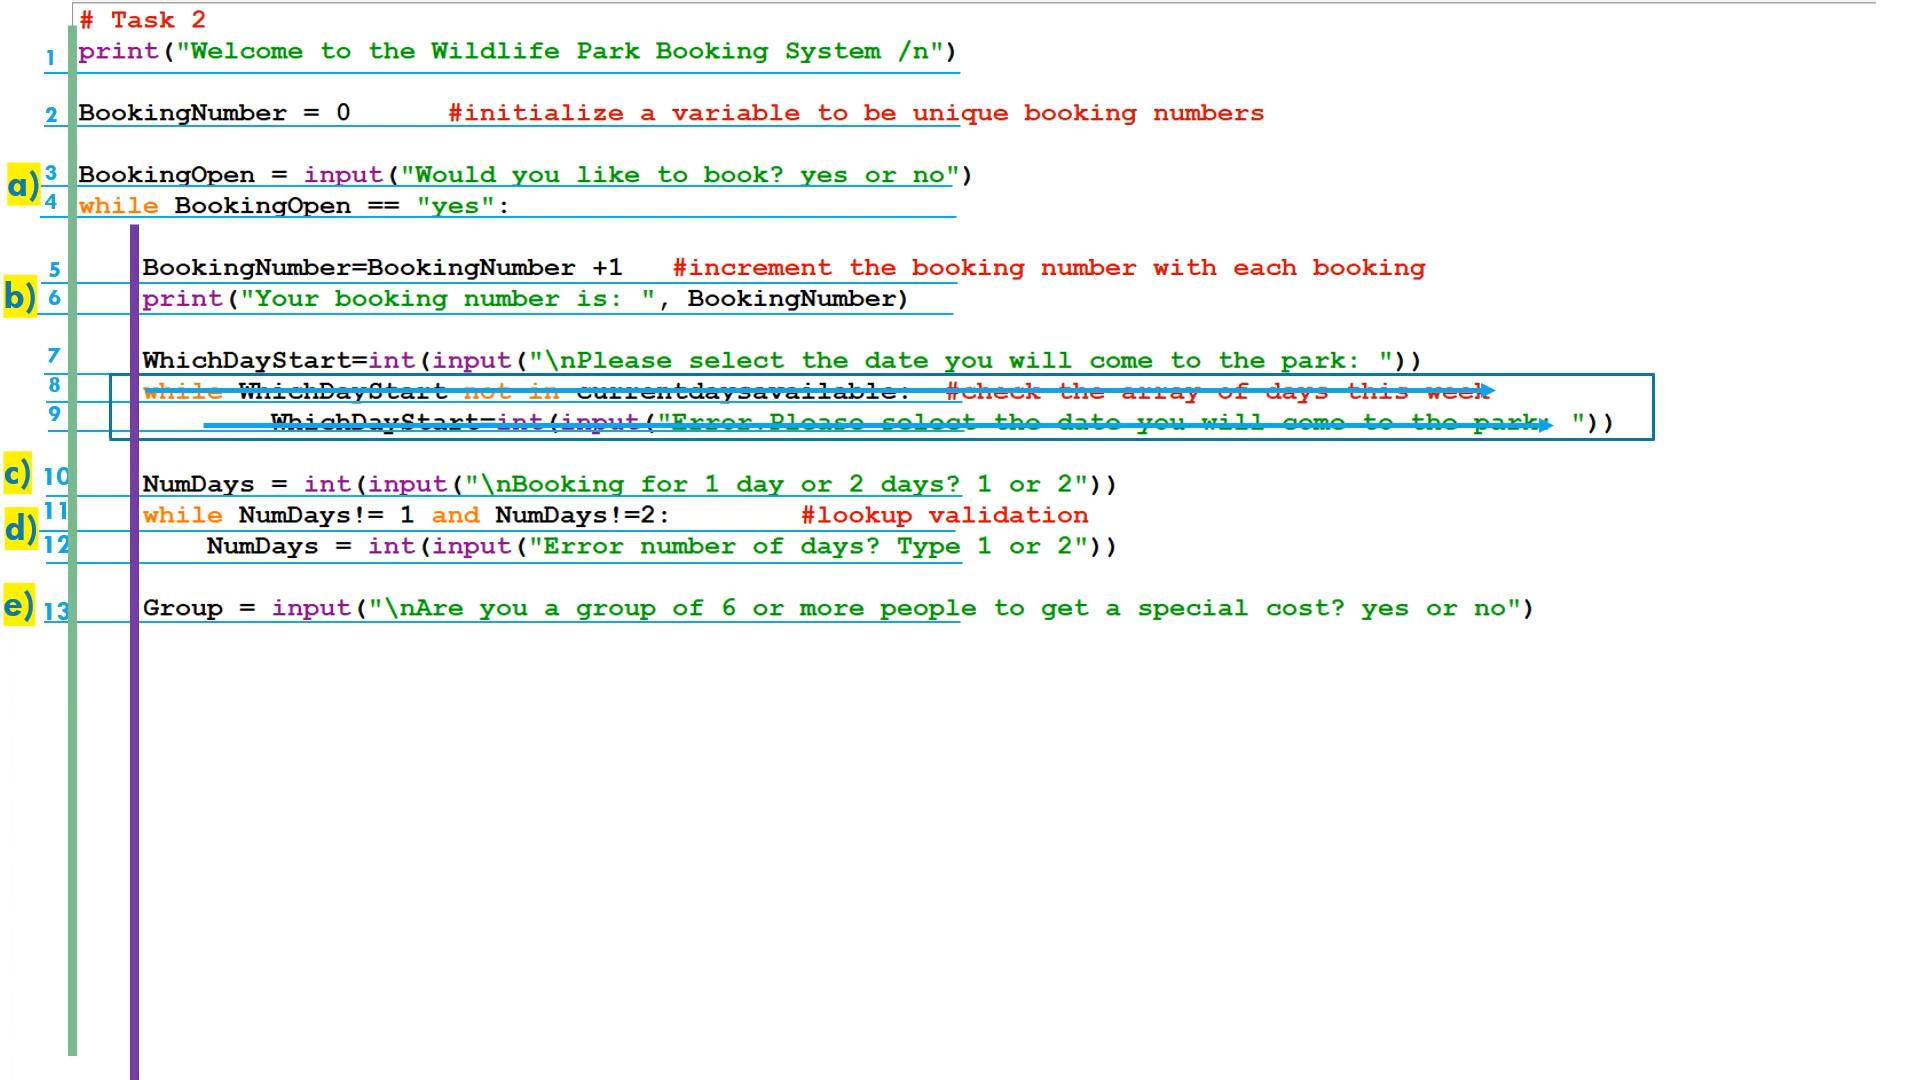 # Task 2
1 print("Welcome to the Wildlife Park Booking System /n")
2 BookingNumber = 0 #initialize a variable to be unique booking numbers
a) 3 BookingOpen = input("Would you like to book? yes or no")
4 while BookingOpen == "yes":
5 BookingNumber=BookingNumber +1 #increment the booking number with each booking
b) 6 print("Your booking number is: ", BookingNumber)
7 WhichDayStart=int(input("\nPlease select the date you will come to the park: "))
8 while WhichDayStart not in currentdaysavailable: #check the array of days this week
9 WhichDayStart=int(input("Error.Please select the date you will come to the park: "))
c) 10 NumDays = int(input("\nBooking for 1 day or 2 days? 1 or 2"))
d) 11 while NumDays!= 1 and NumDays!=2: #lookup validation
12 NumDays = int(input("Error number of days? Type 1 or 2"))
e) 13 Group = input("\nAre you a group of 6 or more people to get a special cost? yes or no")